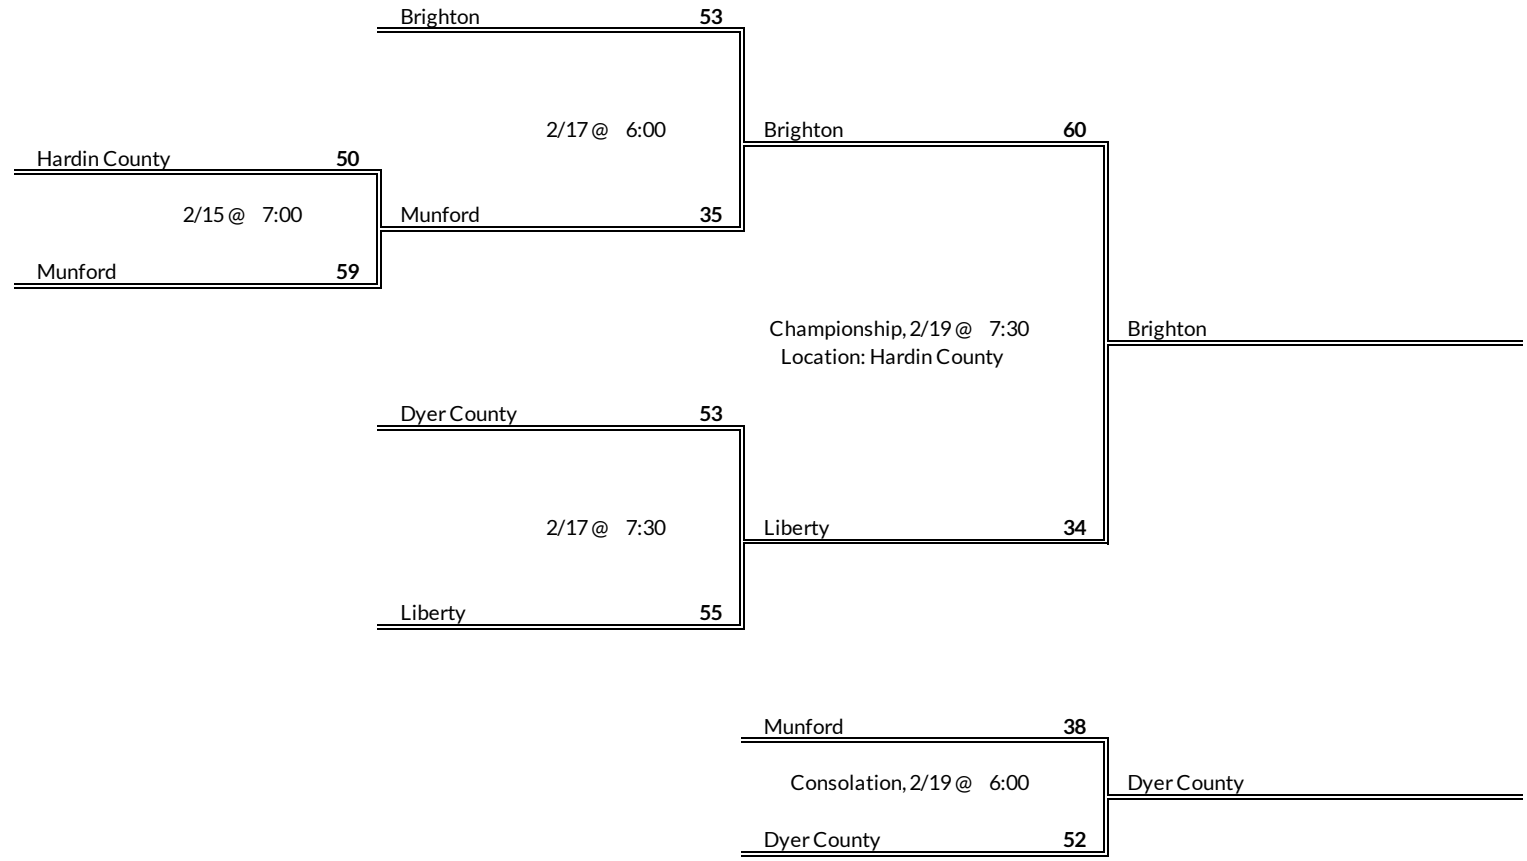 Brighton 53
2/17 @ 6:00
Brighton 60
Hardin County 50
2/15 @ 7:00
Munford 35
Munford 59
Championship, 2/19 @ 7:30
Brighton
Location: Hardin County
Dyer County 53
2/17 @ 7:30
Liberty 34
Liberty 55
Munford 38
Consolation, 2/19 @ 6:00
Dyer County
Dyer County 52